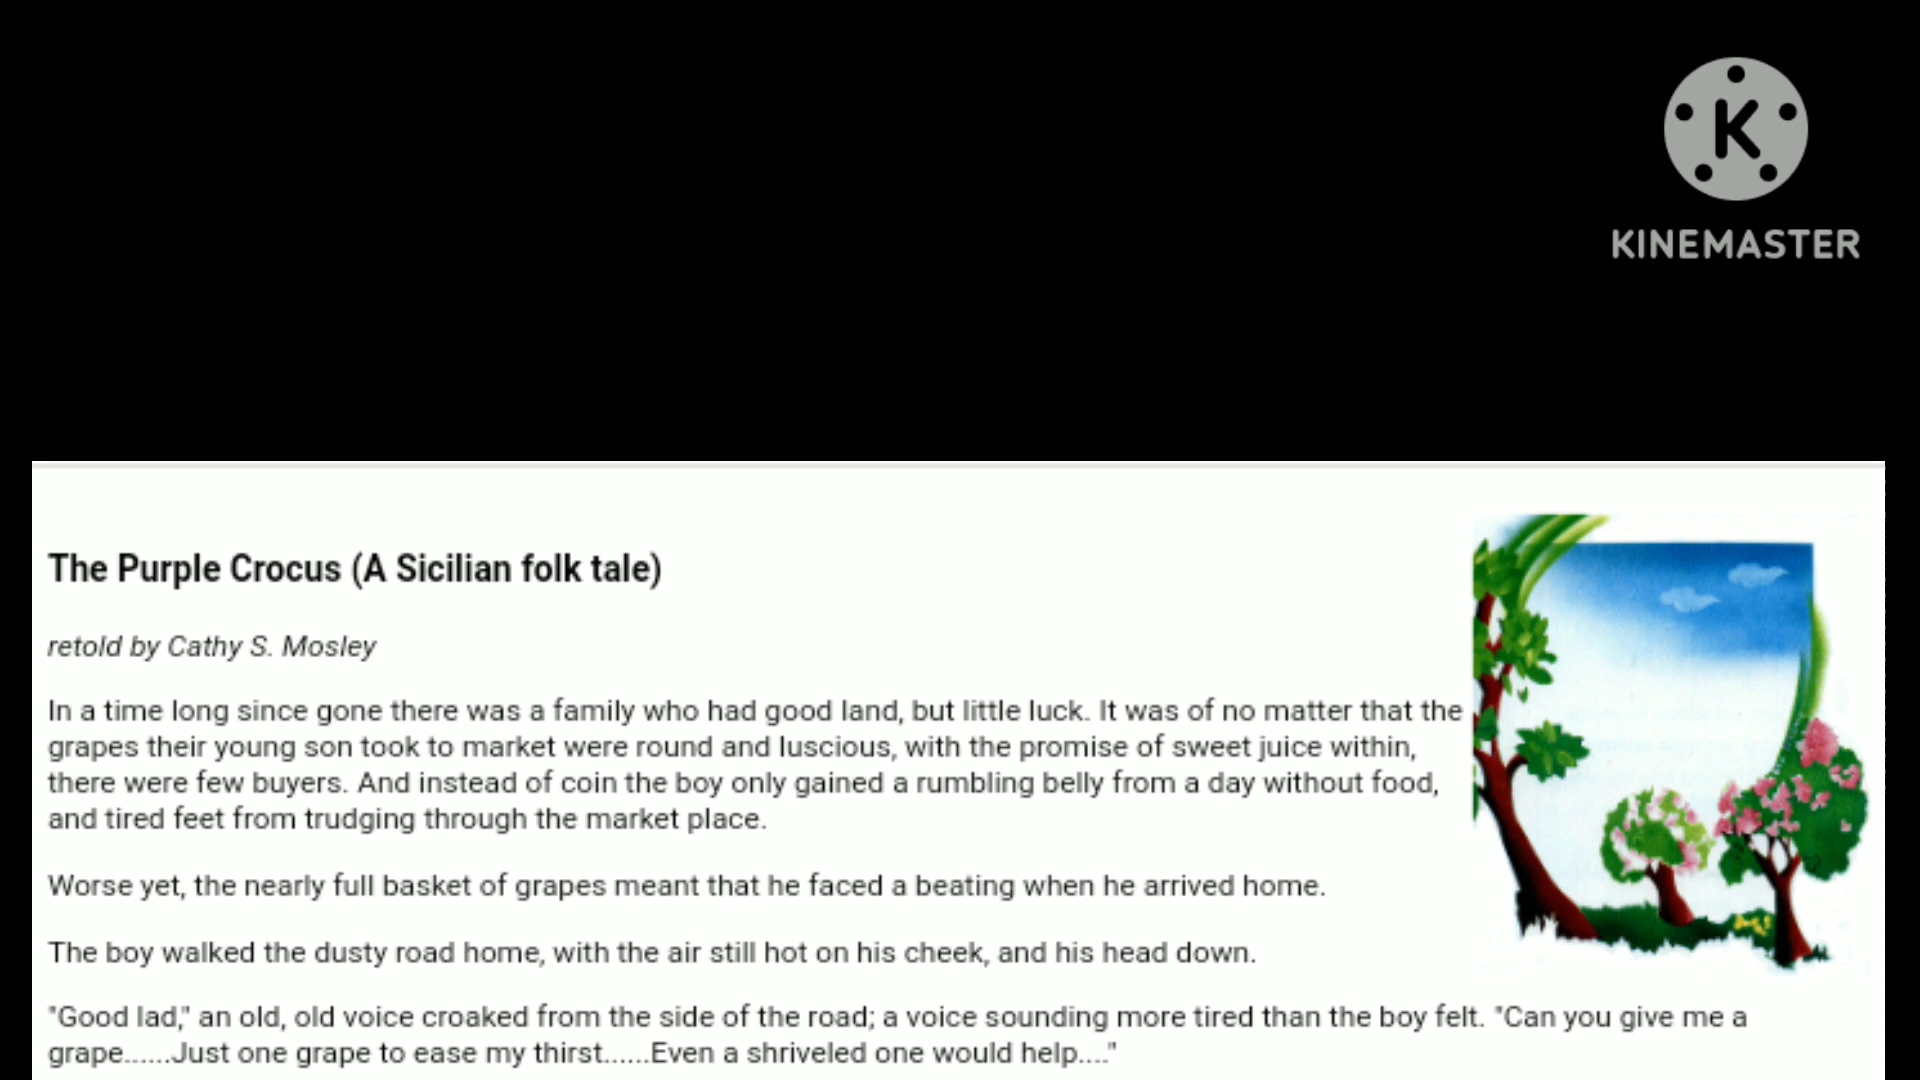 K
KINEMASTER
The Purple Crocus (A Sicilian folk tale)
retold by Cathy S. Mosley
In a time long since gone there was a family who had good land, but little luck. It was of no matter that the
grapes their young son took to market were round and luscious, with the promise of sweet juice within,
there were few buyers. And instead of coin the boy only gained a rumbling belly from a day without food,
and tired feet from trudging through the market place.
Worse yet, the nearly full basket of grapes meant that he faced a beating when he arrived home.
The boy walked the dusty road home, with the air still hot on his cheek, and his head down.
"Good lad," an old, old voice croaked from the side of the road; a voice sounding more tired than the boy felt. "Can you give me a
grape......Just one grape to ease my thirst......Even a shriveled one would help...."